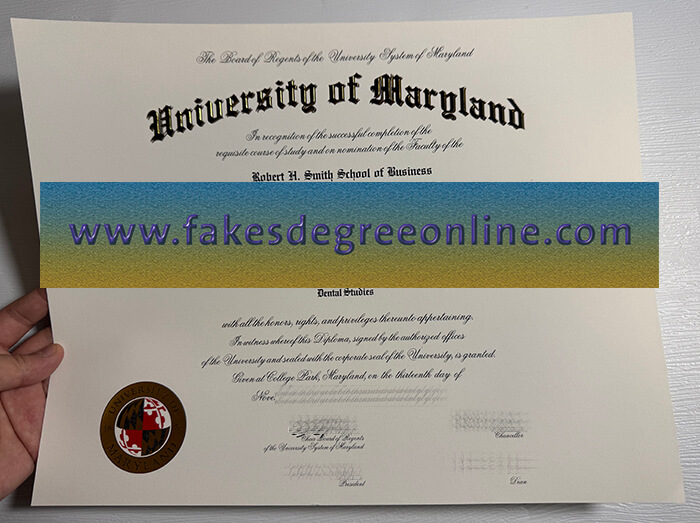 The Board of Regents of the University System of Maryland
University of Maryland
In recognition of the successful completion of the
requisite course of study and on nomination of the Faculty of the
Robert H. Smith School of Business
www.fakesdegreeonline.com
Dental Studies
with all the honors, rights, and privileges thereunto appertaining.
In witness whereof this Diploma, signed by the authorized offices
of the University and sealed with the corporate seal of the University, is granted.
Given at College Park, Maryland, on the thirteenth day of
Nove
UNIVERSITY OF
MARYLAND
Chair Board of Regents
of the University System of Maryland
Chancellor
President
Dean